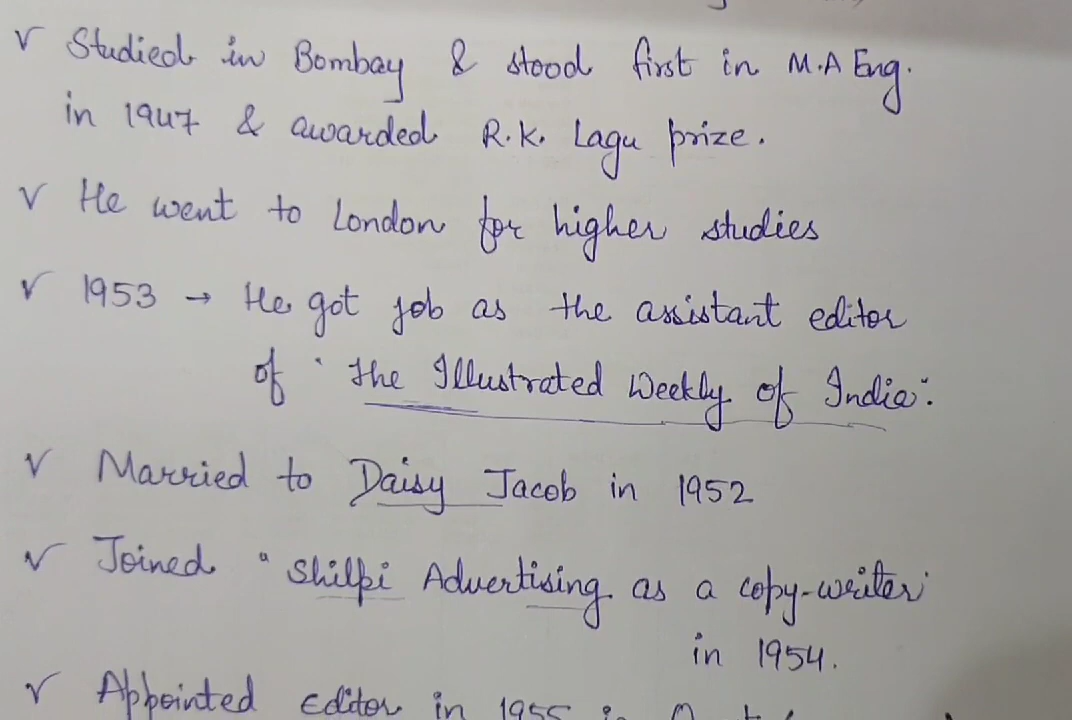 ✓ Studied in Bombay & stood first in M.A Eng.
in 1947 & awarded R.K. Lagu prize.
✓ He went to London for higher studies
✓ 1953 → He got job as the assistant editor
of "the Illustrated Weekly of India".
✓ Married to Daisy Jacob in 1952
✓ Joined "Shilpi Advertising as a copy-writer
in 1954.
✓ Appointed Editor in 1955 in